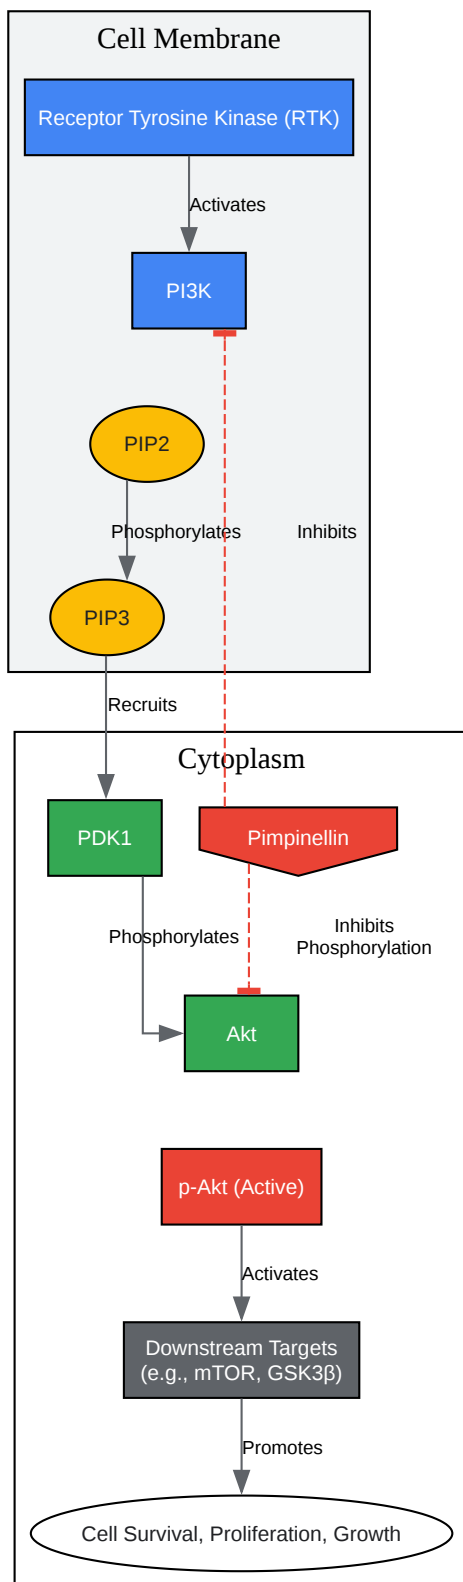 Cell Membrane
Receptor Tyrosine Kinase (RTK)
Activates
PI3K
PIP2
Phosphorylates
Inhibits
PIP3
Recruits
Cytoplasm
PDK1
Pimpinellin
Phosphorylates
Inhibits
Phosphorylation
Akt
p-Akt (Active)
Activates
Downstream Targets
(e.g., mTOR, GSK3β)
Promotes
Cell Survival, Proliferation, Growth